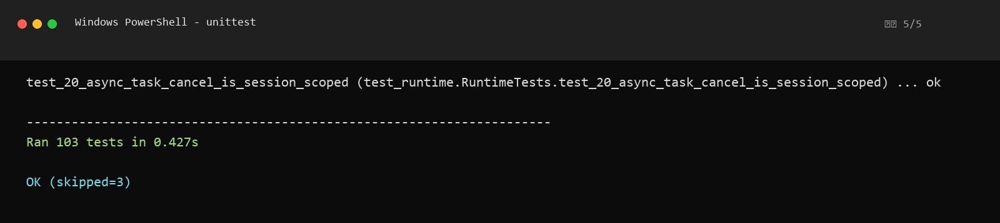 Windows PowerShell - unittest
5/5
test_20_async_task_cancel_is_session_scoped (test_runtime.RuntimeTests.test_20_async_task_cancel_is_session_scoped) ... ok
----------------------------------------------------------------------
Ran 103 tests in 0.427s
OK (skipped=3)